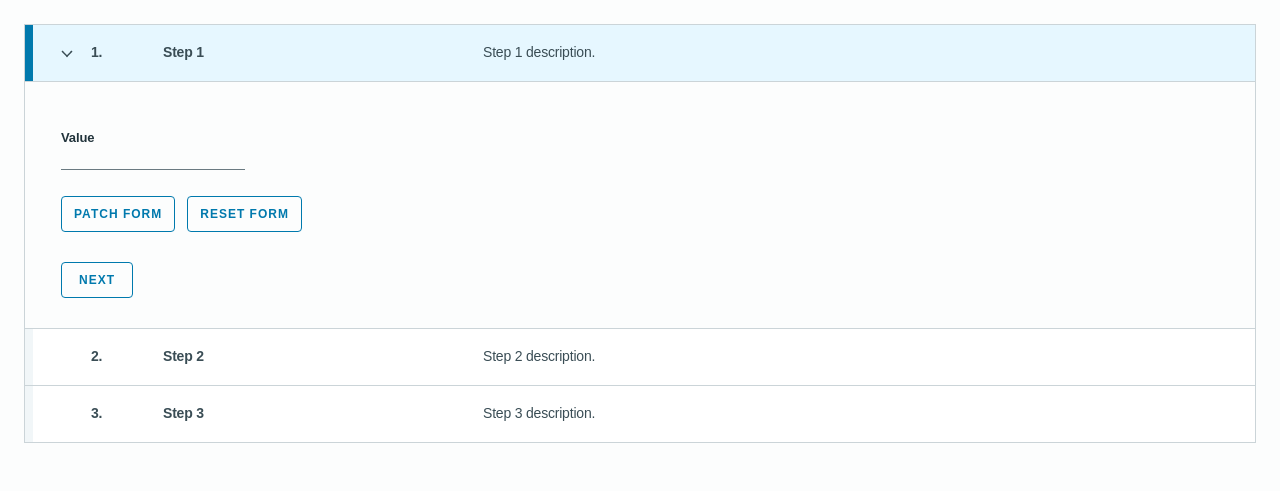 1. Step 1 Step 1 description.
Value
PATCH FORM RESET FORM
NEXT
2. Step 2 Step 2 description.
3. Step 3 Step 3 description.